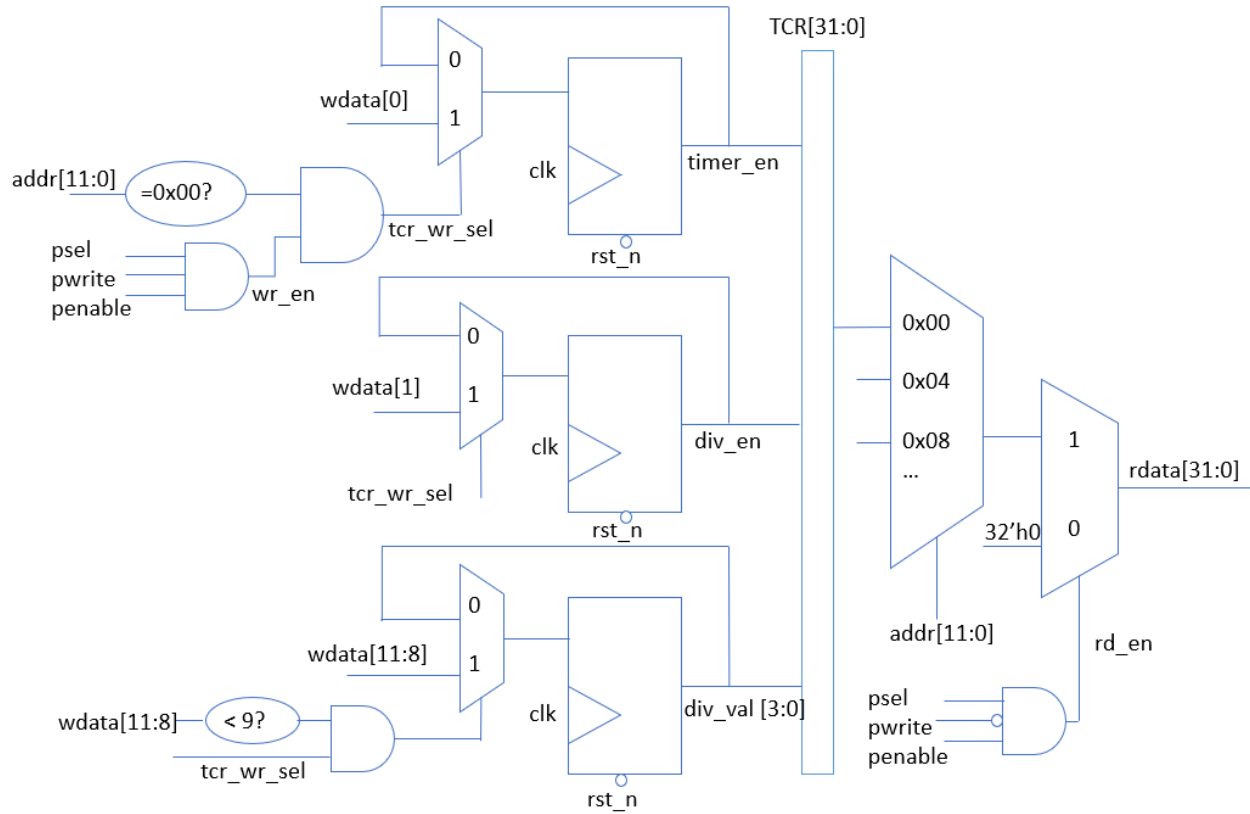 TCR[31:0]
0
wdata[0]
1
clk
timer_en
addr[11:0]
=0x00?
tcr_wr_sel
rst_n
psel
pwrite
penable
wr_en
0
wdata[1]
1
clk
div_en
tcr_wr_sel
rst_n
0
wdata[11:8]
1
clk
div_val [3:0]
wdata[11:8]
< 9?
tcr_wr_sel
rst_n
0x00
0x04
0x08
...
addr[11:0]
1
rdata[31:0]
32'h0
0
rd_en
psel
pwrite
penable